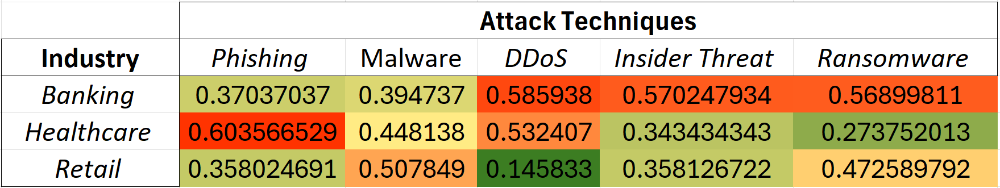 Attack Techniques
Industry Phishing Malware DDoS Insider Threat Ransomware
Banking 0.37037037 0.394737 0.585938 0.570247934 0.56899811
Healthcare 0.603566529 0.448138 0.532407 0.343434343 0.273752013
Retail 0.358024691 0.507849 0.145833 0.358126722 0.472589792